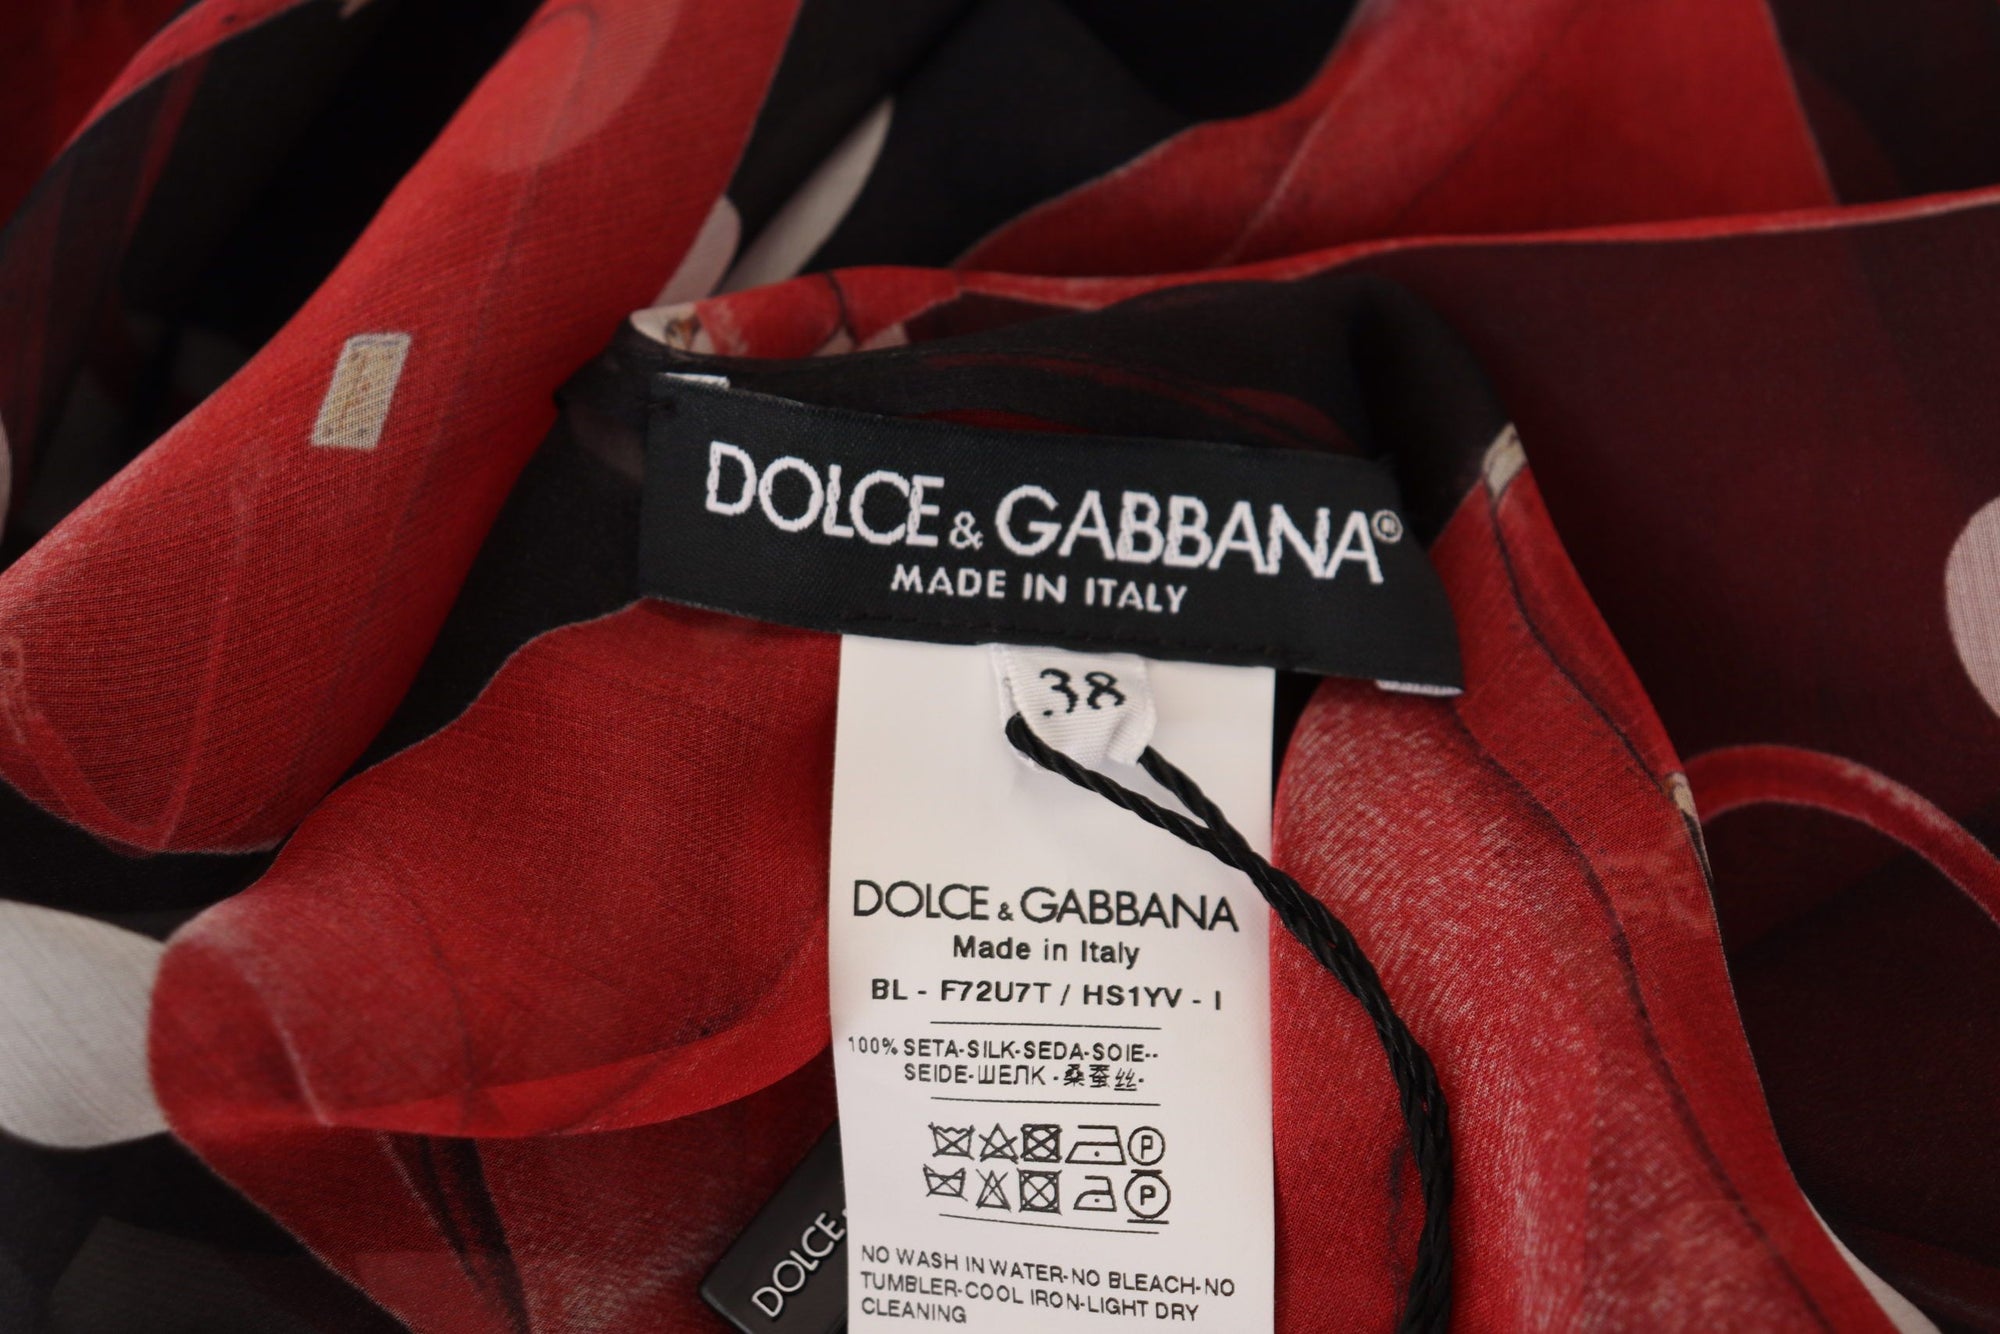 DOLCE & GABBANA®
MADE IN ITALY
38
DOLCE & GABBANA
Made in Italy
BL - F72U7T / HS1YV - I
100% SETA-SILK-SEDA-SOIE--
SEIDE-ШЕЛК -桑蚕丝-
P
P
NO WASH IN WATER-NO BLEACH-NO
TUMBLER-COOL IRON-LIGHT DRY
CLEANING
DOLCE